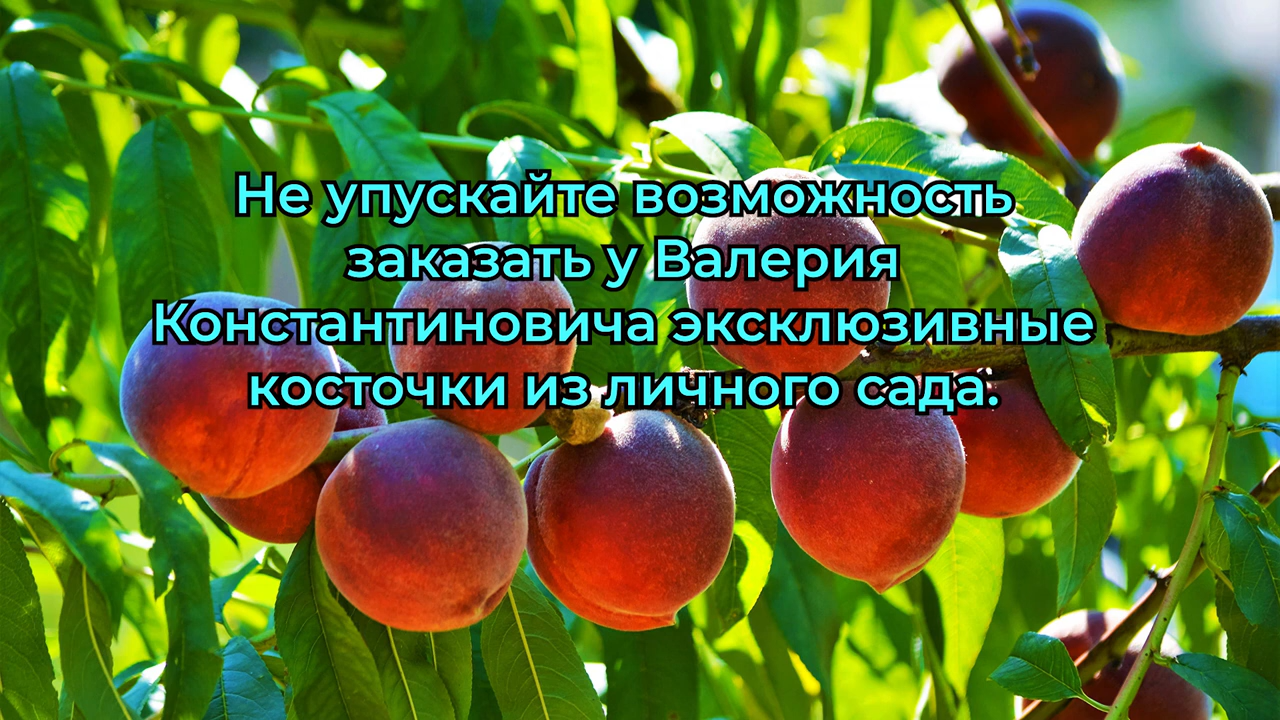 Не упускайте возможность
заказать у Валерия
Константиновича эксклюзивные
косточки из личного сада.